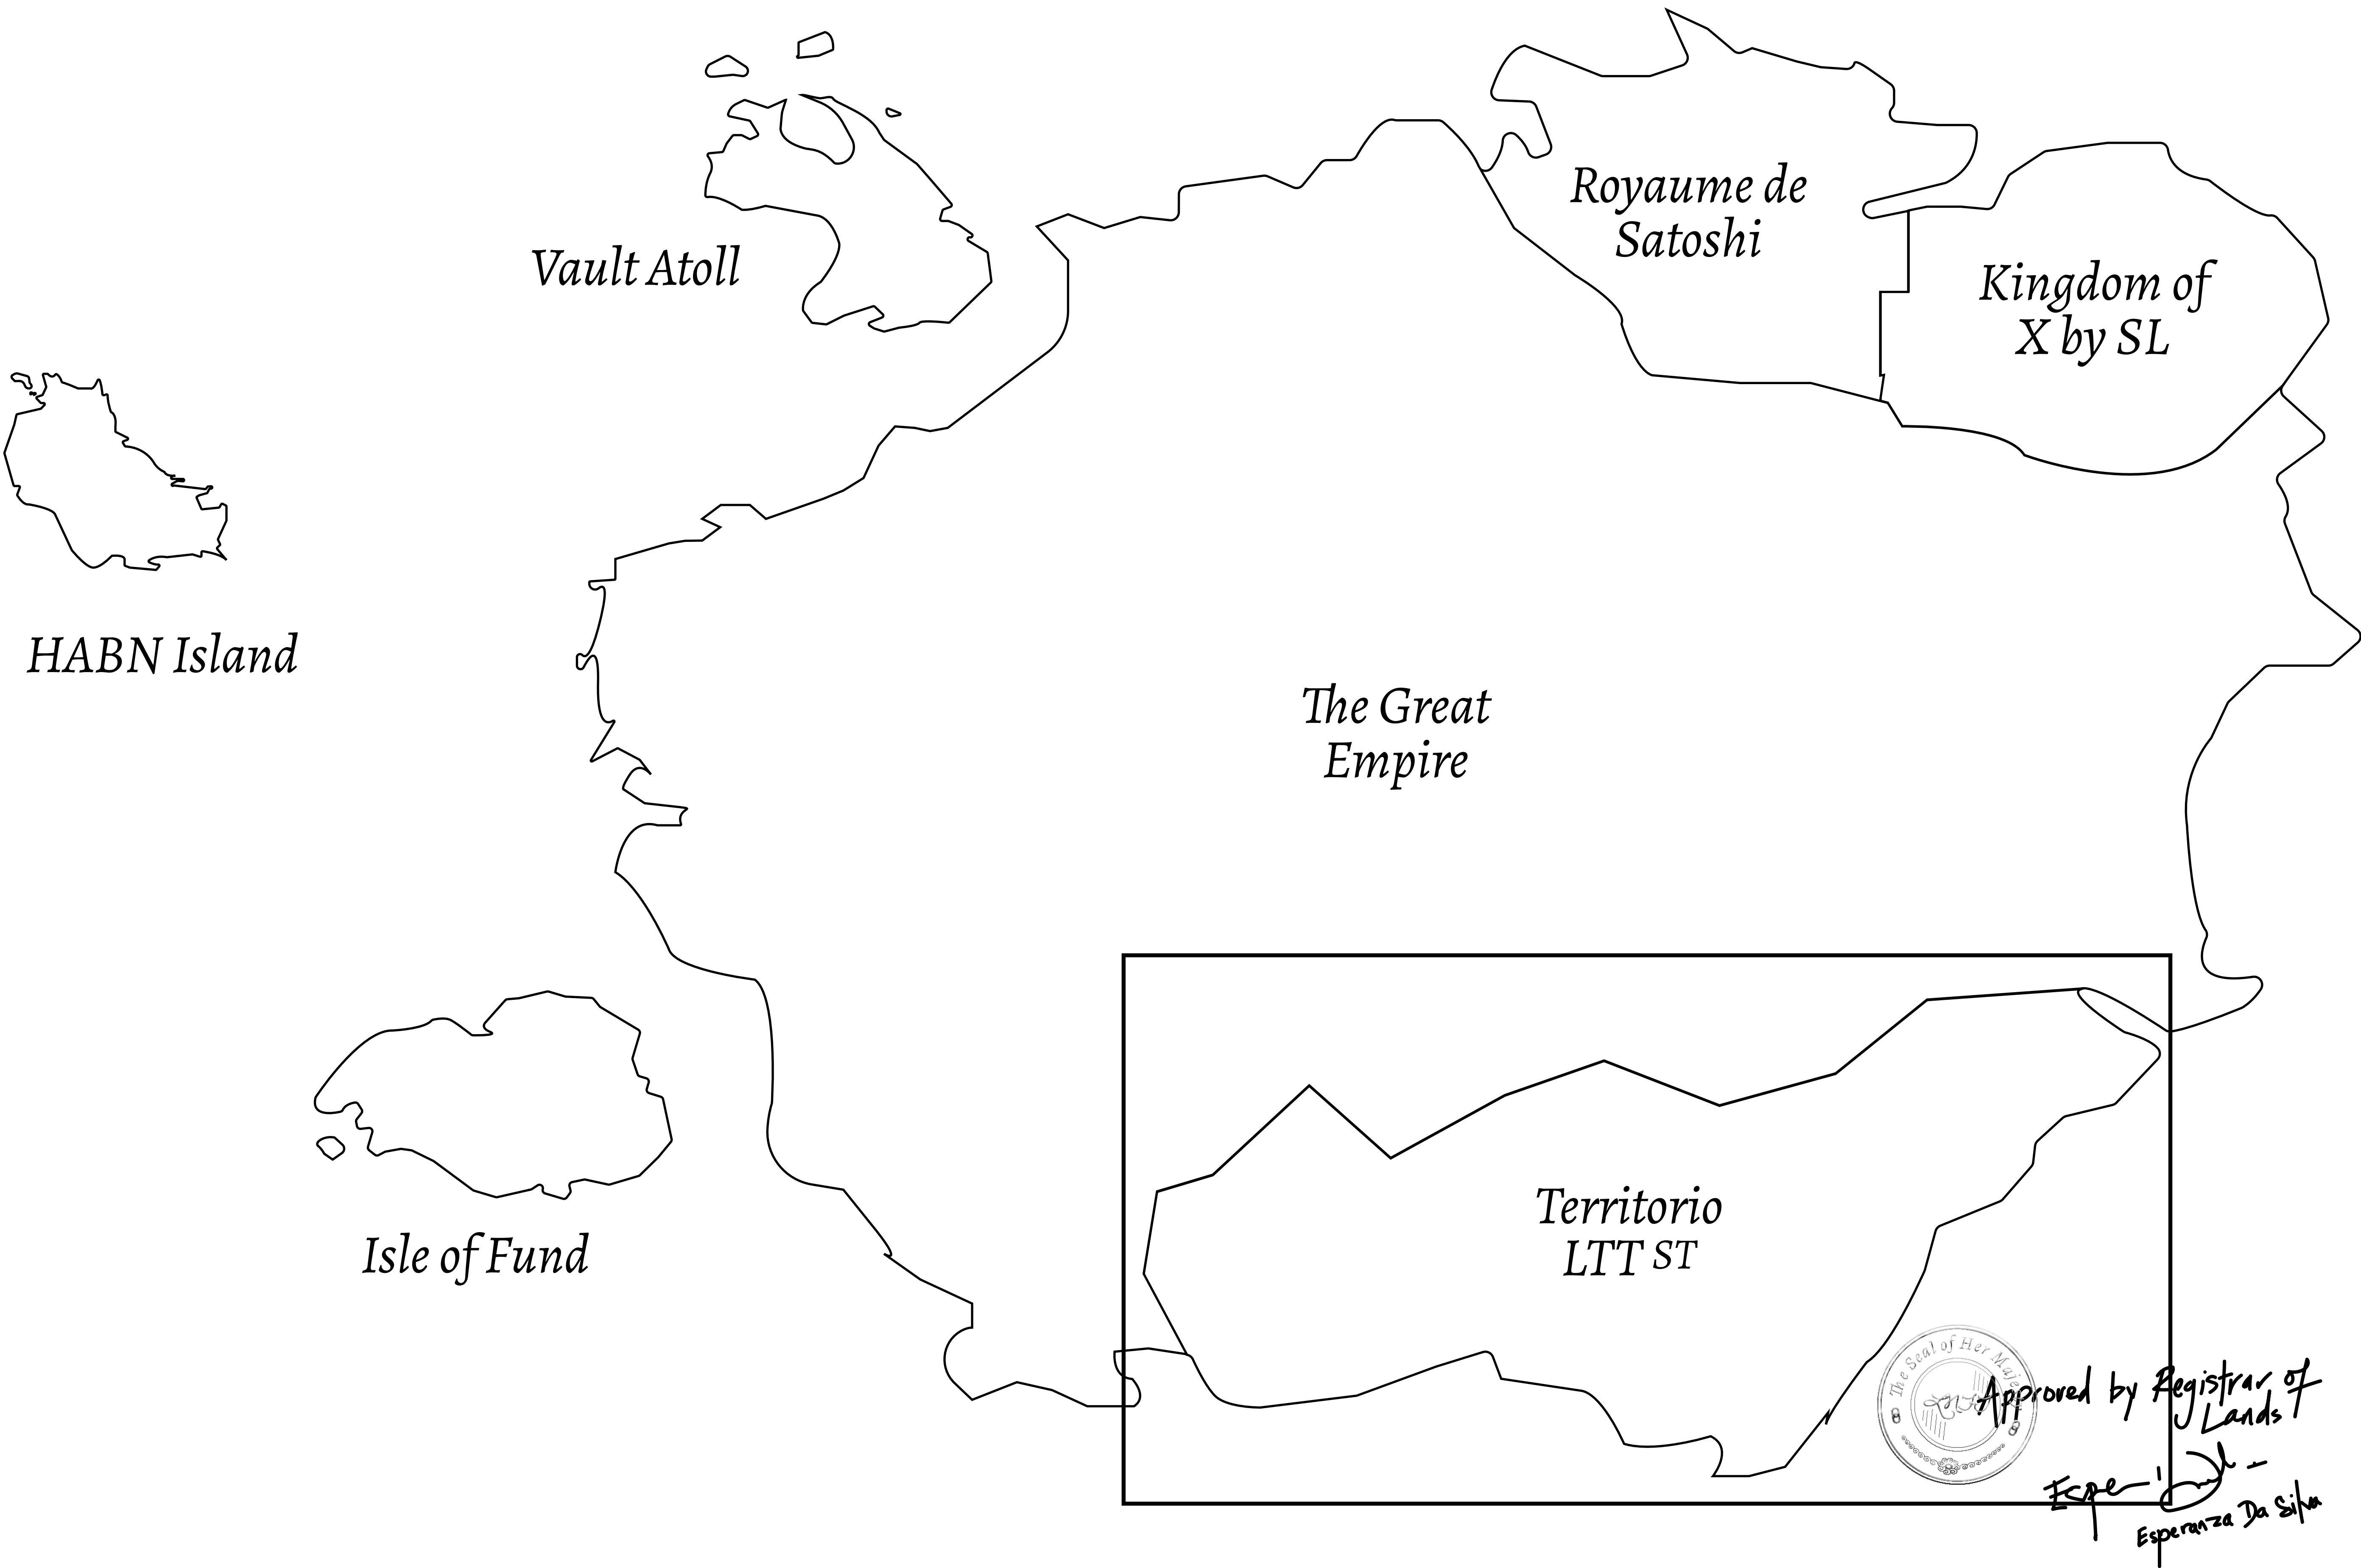 Royaume de
Satoshi
Vault Atoll
Kingdom of
X by SL
HABN Island
The Great
Empire
Territorio
LTT ST
Isle of Fund
The Seal of Her Majes
Approved by Registrar of
Lands
Esperanza Da Silva